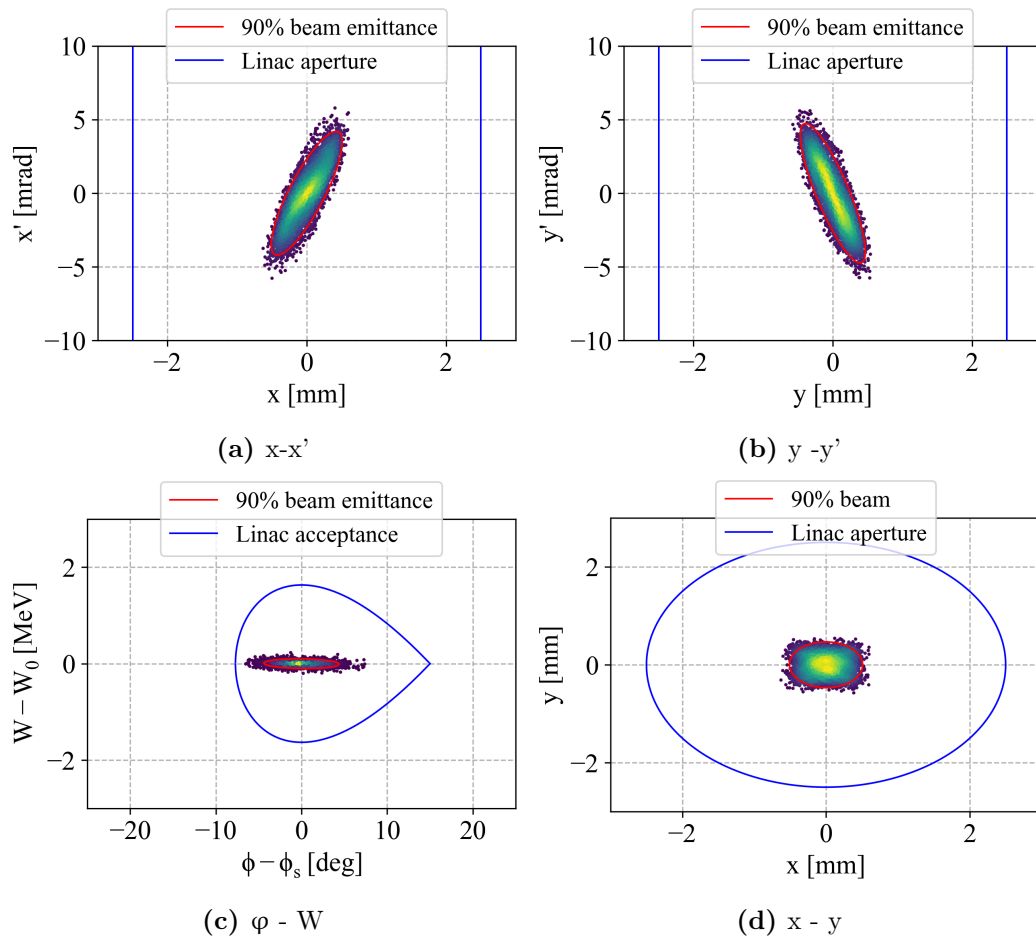 90% beam emittance
Linac aperture
10
5
0
−5
−10
x' [mrad]
−2
0
2
x [mm]
(a) x-x’
90% beam emittance
Linac aperture
10
5
0
−5
−10
y' [mrad]
−2
0
2
y [mm]
(b) y -y’
90% beam emittance
Linac acceptance
2
0
−2
W − W0 [MeV]
−20
−10
0
10
20
ϕ − ϕs [deg]
(c) φ - W
90% beam
Linac aperture
2
0
−2
y [mm]
−2
0
2
x [mm]
(d) x - y